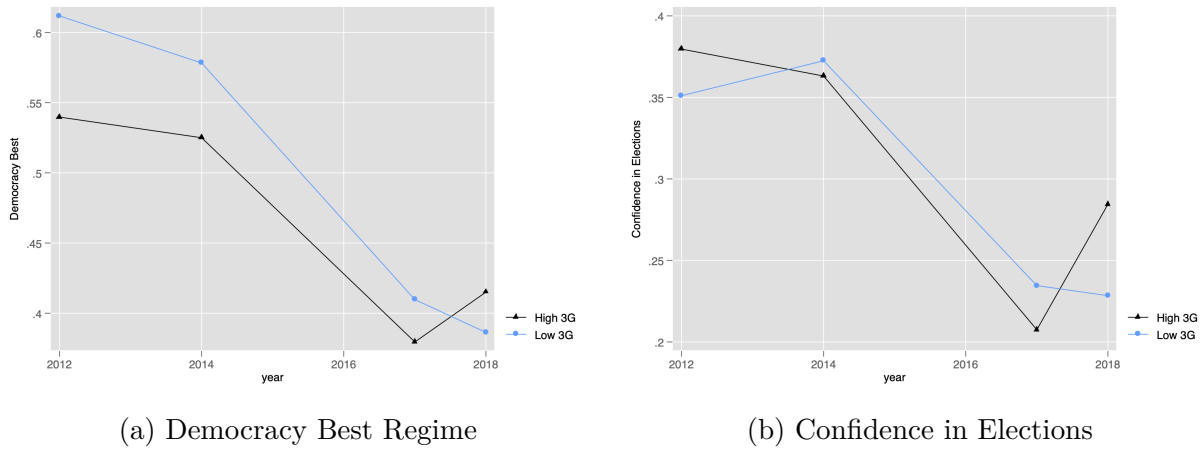 Democracy Best
.6
.55
.5
.45
.4
2012 2014 2016 2018
year
High 3G
Low 3G
(a) Democracy Best Regime
Confidence in Elections
.4
.35
.3
.25
.2
2012 2014 2016 2018
year
High 3G
Low 3G
(b) Confidence in Elections